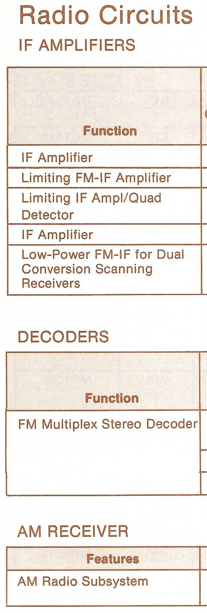 Radio Circuits
IF AMPLIFIERS
Function
IF Amplifier
Limiting FM-IF Amplifier
Limiting IF Ampl/Quad
Detector
IF Amplifier
Low-Power FM-IF for Dual
Conversion Scanning
Receivers
DECODERS
Function
FM Multiplex Stereo Decoder
AM RECEIVER
Features
AM Radio Subsystem